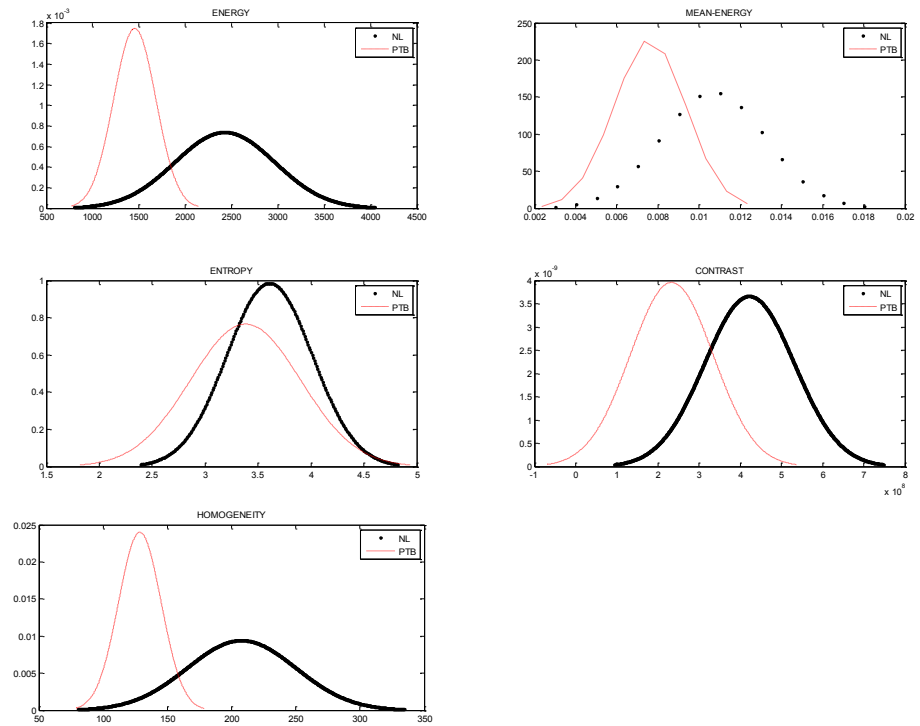 ENERGY
x 10^-3
1.8
1.6
1.4
1.2
1
0.8
0.6
0.4
0.2
0
500 1000 1500 2000 2500 3000 3500 4000 4500
NL
PTB
MEAN-ENERGY
250
200
150
100
50
0
0.002 0.004 0.006 0.008 0.01 0.012 0.014 0.016 0.018 0.02
NL
PTB
ENTROPY
1
0.8
0.6
0.4
0.2
0
1.5 2 2.5 3 3.5 4 4.5 5
NL
PTB
CONTRAST
x 10^-9
4
3.5
3
2.5
2
1.5
1
0.5
0
-1 0 1 2 3 4 5 6 7 8
x 10^8
NL
PTB
HOMOGENEITY
0.025
0.02
0.015
0.01
0.005
0
50 100 150 200 250 300 350
NL
PTB